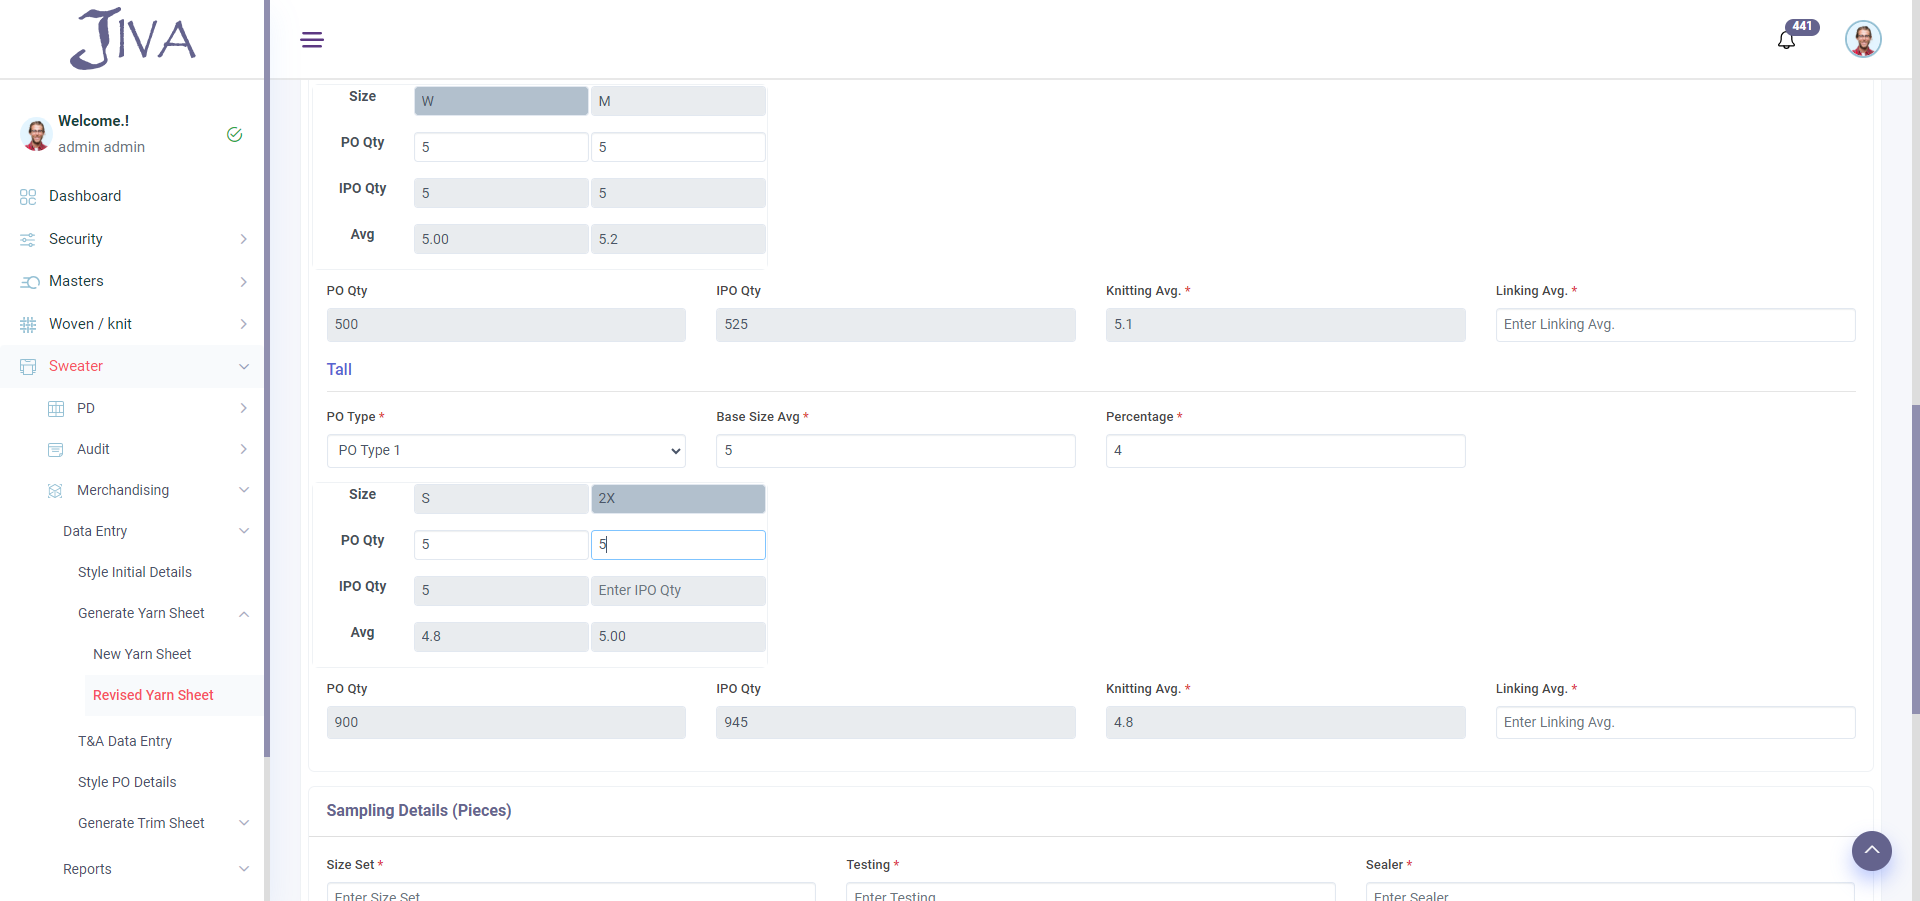 JIVA
441
Welcome.!
admin admin
Dashboard
Security
Masters
Woven / knit
Sweater
PD
Audit
Merchandising
Data Entry
Style Initial Details
Generate Yarn Sheet
New Yarn Sheet
Revised Yarn Sheet
T&A Data Entry
Style PO Details
Generate Trim Sheet
Reports
Size W M
PO Qty 5 5
IPO Qty 5 5
Avg 5.00 5.2
PO Qty IPO Qty Knitting Avg. * Linking Avg. *
500 525 5.1 Enter Linking Avg.
Tall
PO Type * Base Size Avg * Percentage *
PO Type 1 5 4
Size S 2X
PO Qty 5 5
IPO Qty 5 Enter IPO Qty
Avg 4.8 5.00
PO Qty IPO Qty Knitting Avg. * Linking Avg. *
900 945 4.8 Enter Linking Avg.
Sampling Details (Pieces)
Size Set * Testing * Sealer *
Enter Size Set Enter Testing Enter Sealer